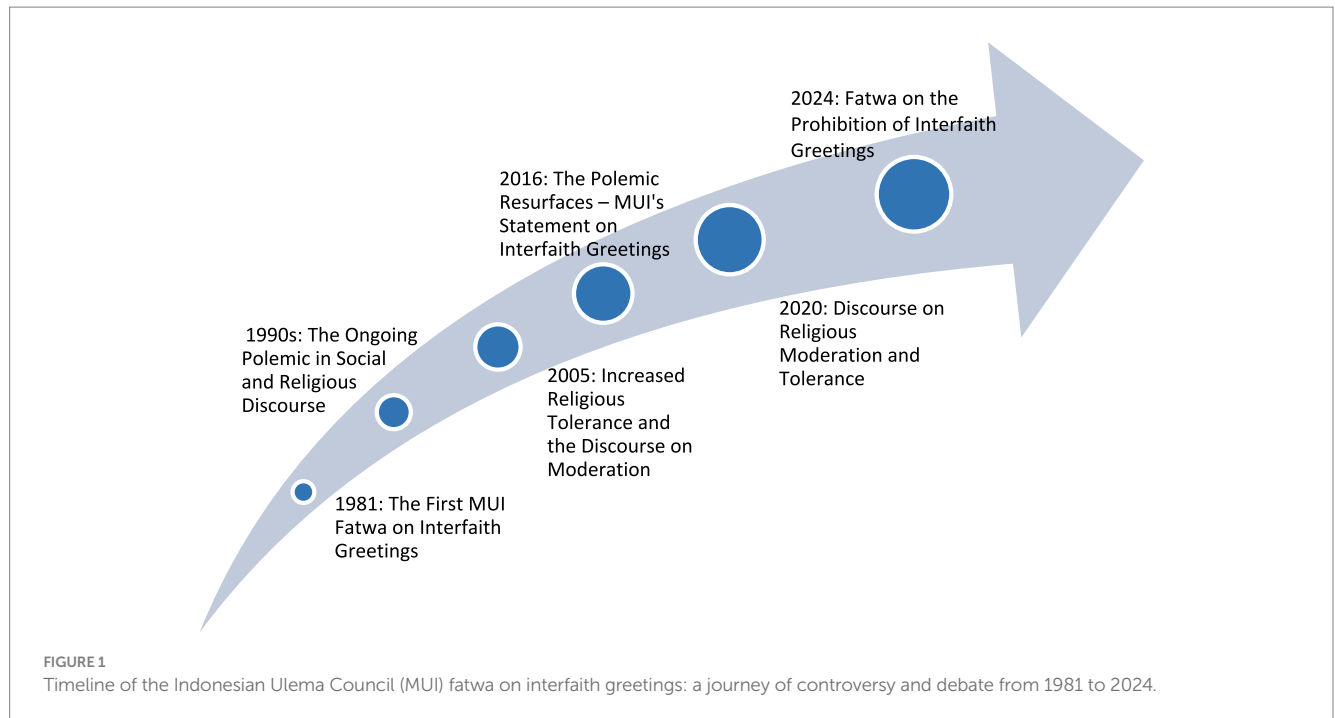 2024: Fatwa on the
Prohibition of Interfaith
Greetings
2016: The Polemic
Resurfaces – MUI's
Statement on
Interfaith Greetings
2020: Discourse on
Religious
Moderation and
Tolerance
1990s: The Ongoing
Polemic in Social
and Religious
Discourse
2005: Increased
Religious
Tolerance and
the Discourse on
Moderation
1981: The First MUI
Fatwa on Interfaith
Greetings
FIGURE 1
Timeline of the Indonesian Ulema Council (MUI) fatwa on interfaith greetings: a journey of controversy and debate from 1981 to 2024.